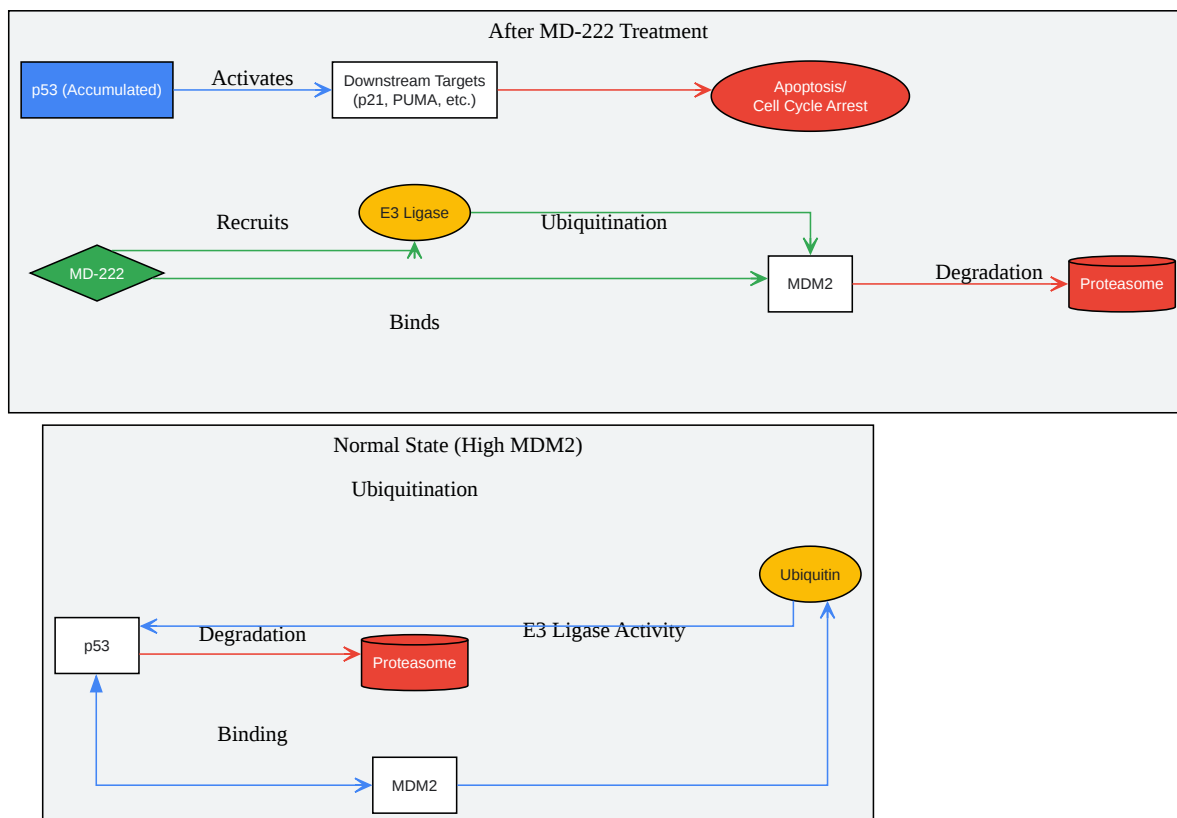 After MD-222 Treatment
p53 (Accumulated)
Activates
Downstream Targets
(p21, PUMA, etc.)
Apoptosis/
Cell Cycle Arrest
E3 Ligase
Recruits
Ubiquitination
MD-222
MDM2
Degradation
Proteasome
Binds
Normal State (High MDM2)
Ubiquitination
Ubiquitin
p53
Degradation
E3 Ligase Activity
Proteasome
Binding
MDM2